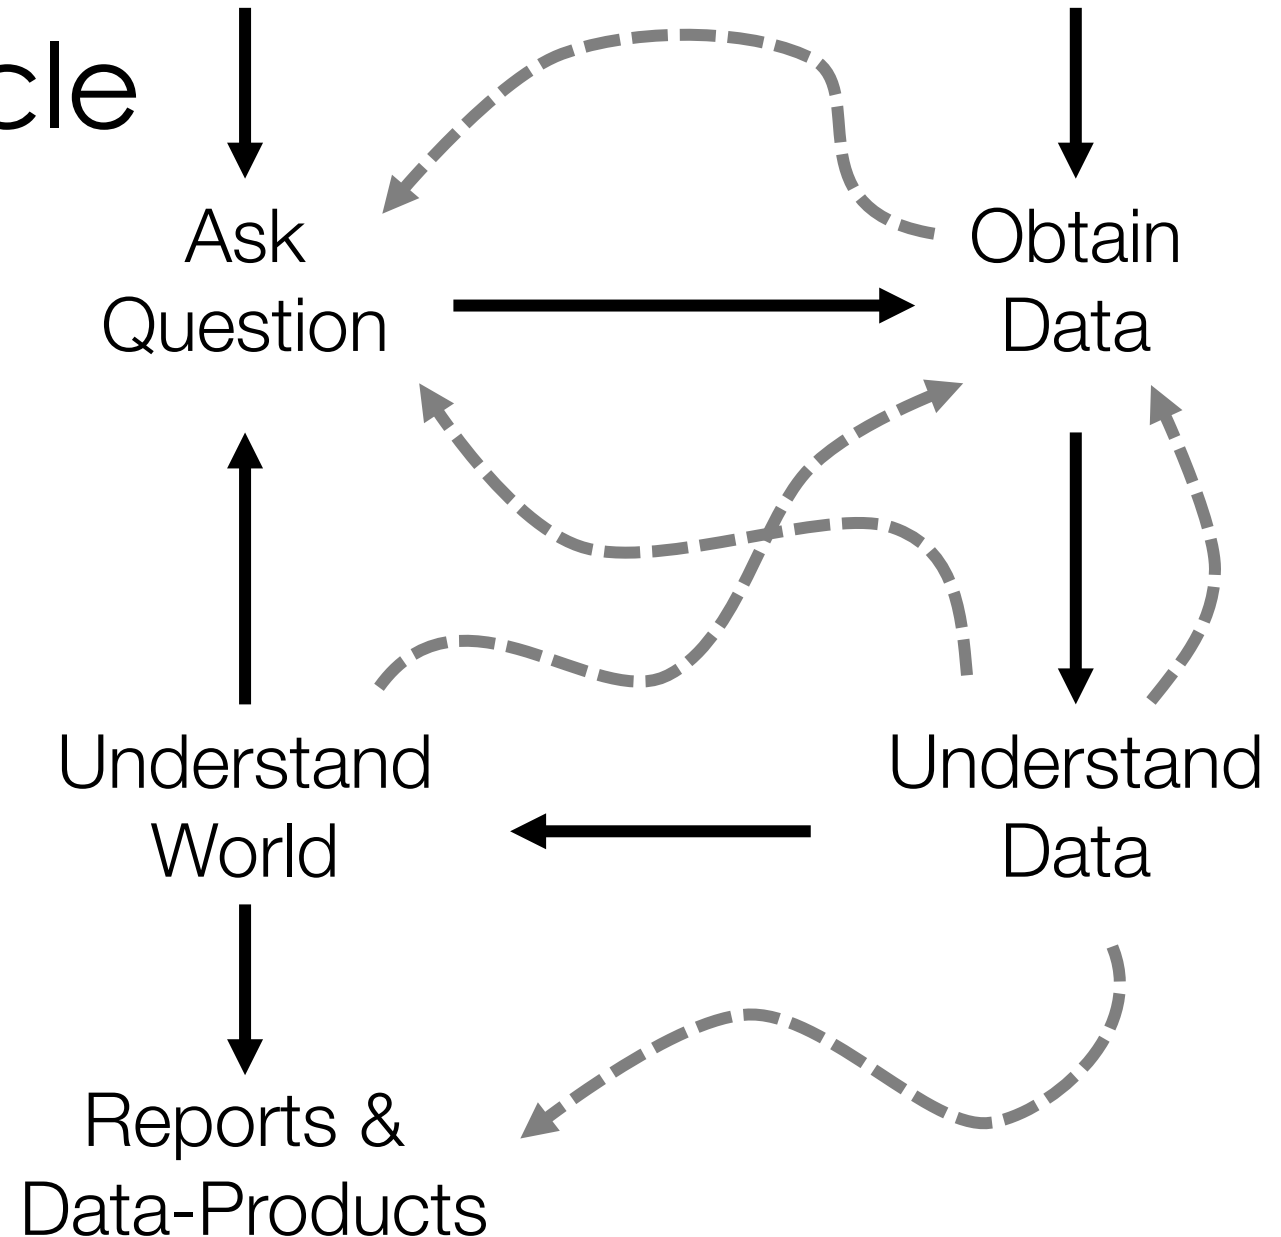 cle
Ask
Question
Obtain
Data
Understand
World
Understand
Data
Reports &
Data-Products